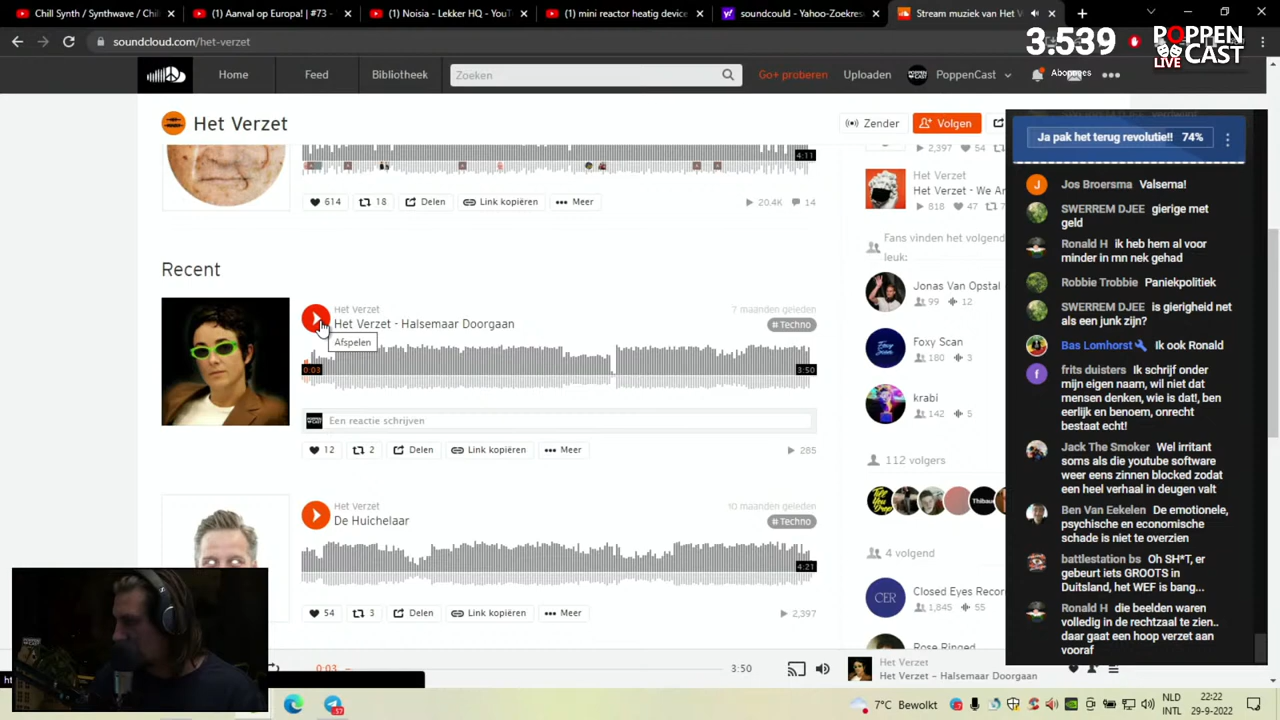 Synthwave / Chillwave / Chil
(1) Aanval op Europa! | #73 -
(1) Noisia - Lekker HQ - YouT
(1) mini reactor heatig device
soundcould - Yahoo-Zoekres
Stream muziek van Het V
soundcloud.com/het-verzet
3.539
POPPEN
LIVE CAST
Home
Feed
Bibliotheek
Zoeken
Go+ proberen
Uploaden
PoppenCast
Abonnees
Het Verzet
Zender
Volgen
4:11
614
18
Delen
Link kopiëren
Meer
20.4K
14
Recent
Het Verzet
7 maanden geleden
Het Verzet - Halsemaar Doorgaan
# Techno
Afspelen
0:03
3:50
Een reactie schrijven
12
2
Delen
Link kopiëren
Meer
285
Het Verzet
10 maanden geleden
De Huichelaar
# Techno
4:21
54
3
Delen
Link kopiëren
Meer
2,397
2,397
54
Het Verzet
Het Verzet - We Ar
818
47
7
Fans vinden het volgend
leuk:
Jonas Van Opstal
99
12
Foxy Scan
180
3
krabi
142
5
112 volgers
4 volgend
Closed Eyes Recor
1,845
55
Rose Ringed
Ja pak het terug revolutie!! 74%
Jos Broersma Valsema!
SWERREM DJEE gierige met
geld
Ronald H ik heb hem al voor
minder in mn nek gehad
Robbie Trobbie Paniekpolitiek
SWERREM DJEE is gierigheid net
als een junk zijn?
Bas Lomhorst Ik ook Ronald
frits duisters Ik schrijf onder
mijn eigen naam, wil niet dat
mensen denken, wie is dat!, ben
eerlijk en benoem, onrecht
bestaat echt!
Jack The Smoker Wel irritant
soms als die youtube software
weer eens zinnen blocked zodat
een heel verhaal in deugen valt
Ben Van Eekelen De emotionele,
psychische en economische
schade is niet te overzien
battlestation bs Oh SH*T, er
gebeurt iets GROOTS in
Duitsland, het WEF is bang...
Ronald H die beelden waren
volledig in de rechtzaal te zien..
daar gaat een hoop verzet aan
vooraf
0:03
3:50
Het Verzet
Het Verzet - Halsemaar Doorgaan
7°C Bewolkt
NLD
INTL
22:22
29-9-2022